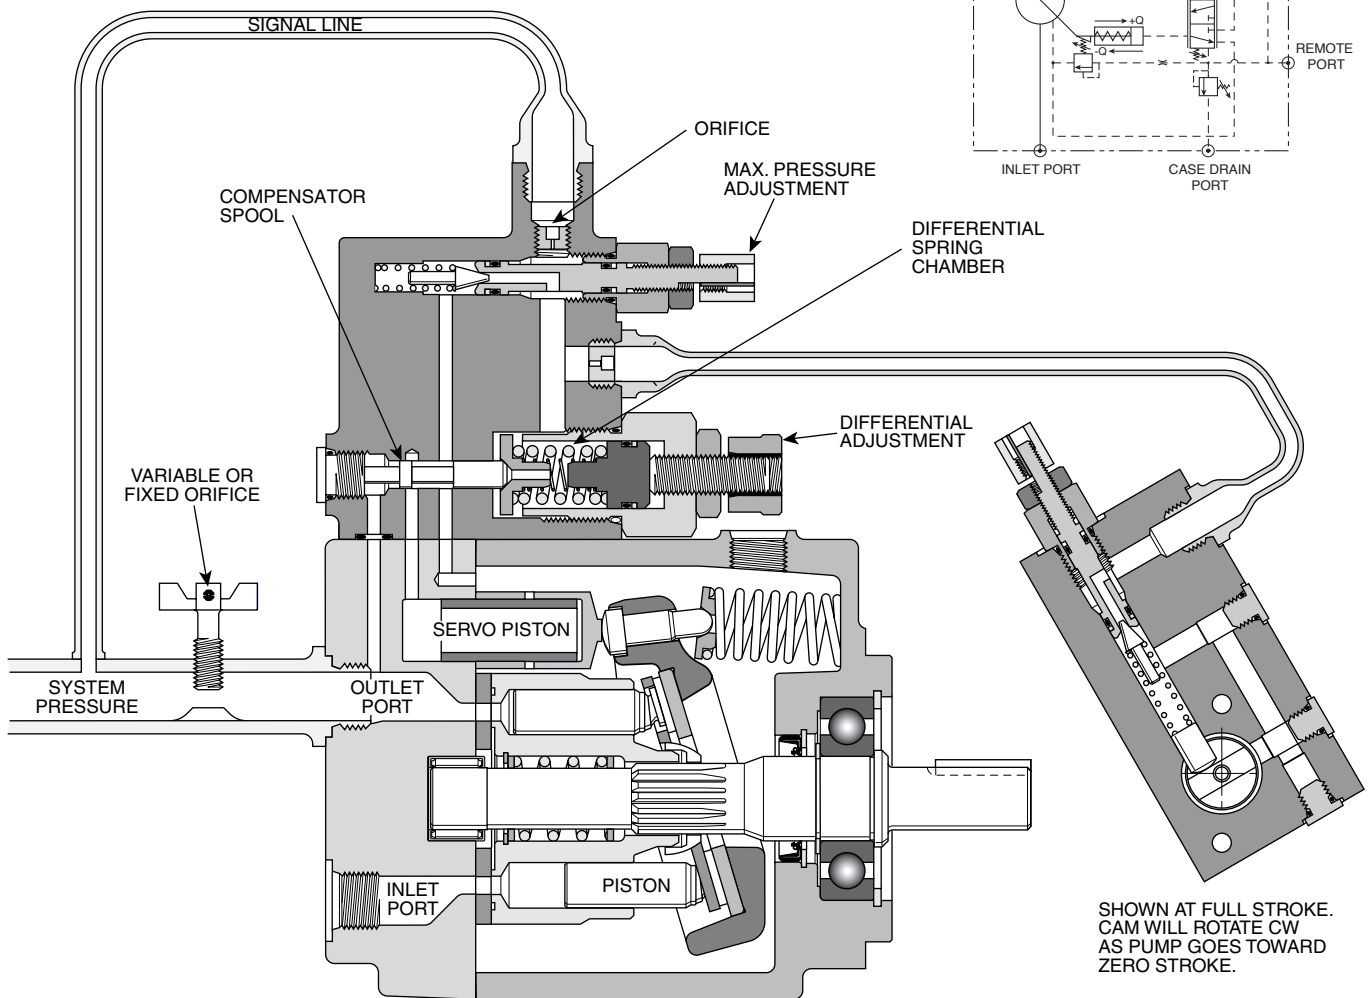 SIGNAL LINE
+Q
-Q
REMOTE
PORT
INLET PORT
CASE DRAIN
PORT
ORIFICE
MAX. PRESSURE
ADJUSTMENT
COMPENSATOR
SPOOL
DIFFERENTIAL
SPRING
CHAMBER
DIFFERENTIAL
ADJUSTMENT
VARIABLE OR
FIXED ORIFICE
SERVO PISTON
SYSTEM
PRESSURE
OUTLET
PORT
INLET
PORT
PISTON
SHOWN AT FULL STROKE.
CAM WILL ROTATE CW
AS PUMP GOES TOWARD
ZERO STROKE.